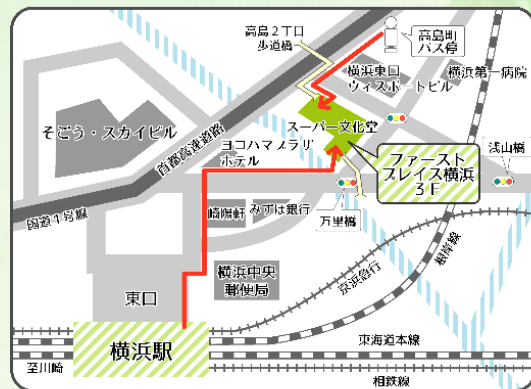 高島2丁目
歩道橋
高島町
バス停
横浜東口
ウィスポートビル
横浜第一病院
そごう・スカイビル
首都高速道路
スーパー文化堂
ヨコハマメラザ
ホテル
ファースト
プレイス横浜
3F
浅山橋
国道1号線
崎陽軒
みずほ銀行
万里橋
京浜急行
根岸線
横浜中央
郵便局
東口
横浜駅
東海道本線
至川崎
相鉄線